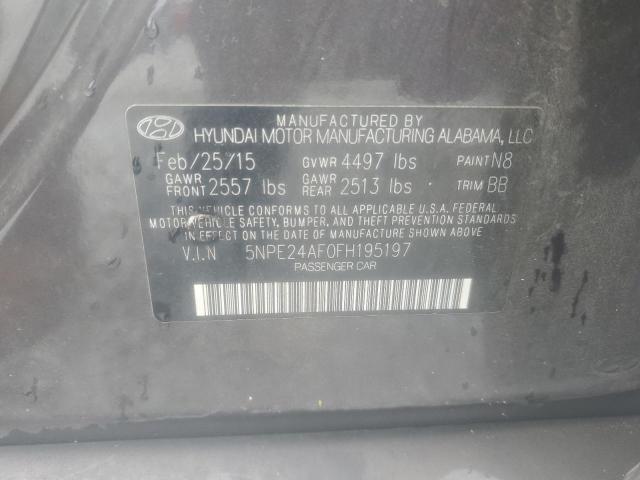 MANUFACTURED BY
HYUNDAI MOTOR MANUFACTURING ALABAMA, LLC
Feb/25/15 GVWR 4497 lbs PAINT N8
GAWR FRONT 2557 lbs GAWR REAR 2513 lbs TRIM BB
THIS VEHICLE CONFORMS TO ALL APPLICABLE U.S.A. FEDERAL
MOTOR VEHICLE SAFETY, BUMPER, AND THEFT PREVENTION STANDARDS
IN EFFECT ON THE DATE OF MANUFACTURE SHOWN ABOVE.
V.I.N 5NPE24AF0FH195197
PASSENGER CAR